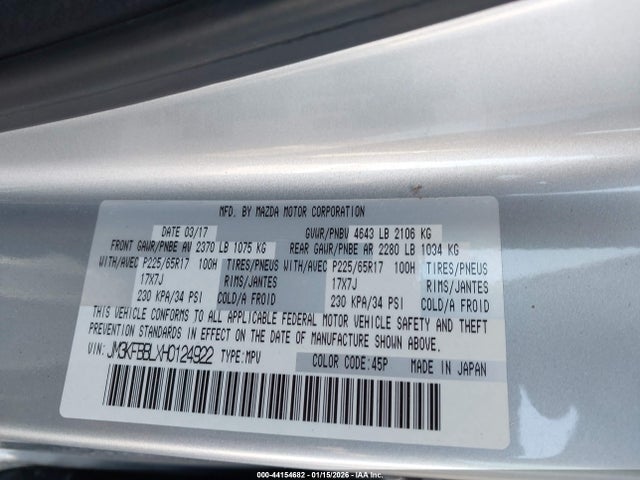 MFD. BY MAZDA MOTOR CORPORATION
DATE 03/17 GVWR/PNBV 4643 LB 2106 KG
FRONT GAWR/PNBE AV 2370 LB 1075 KG REAR GAWR/PNBE AR 2280 LB 1034 KG
WITH/AVEC P225/65R17 100H TIRES/PNEUS WITH/AVEC P225/65R17 100H TIRES/PNEUS
17X7J RIMS/JANTES 17X7J RIMS/JANTES
230 KPA/34 PSI COLD/A FROID 230 KPA/34 PSI COLD/A FROID
THIS VEHICLE CONFORMS TO ALL APPLICABLE FEDERAL MOTOR VEHICLE SAFETY AND THEFT
PREVENTION STANDARDS IN EFFECT ON THE DATE OF MANUFACTURE SHOWN ABOVE.
VIN: JM3KFBBLXH0124922 TYPE: MPV COLOR CODE: 45P MADE IN JAPAN
000-44154682 - 01/15/2026 - IAA Inc.